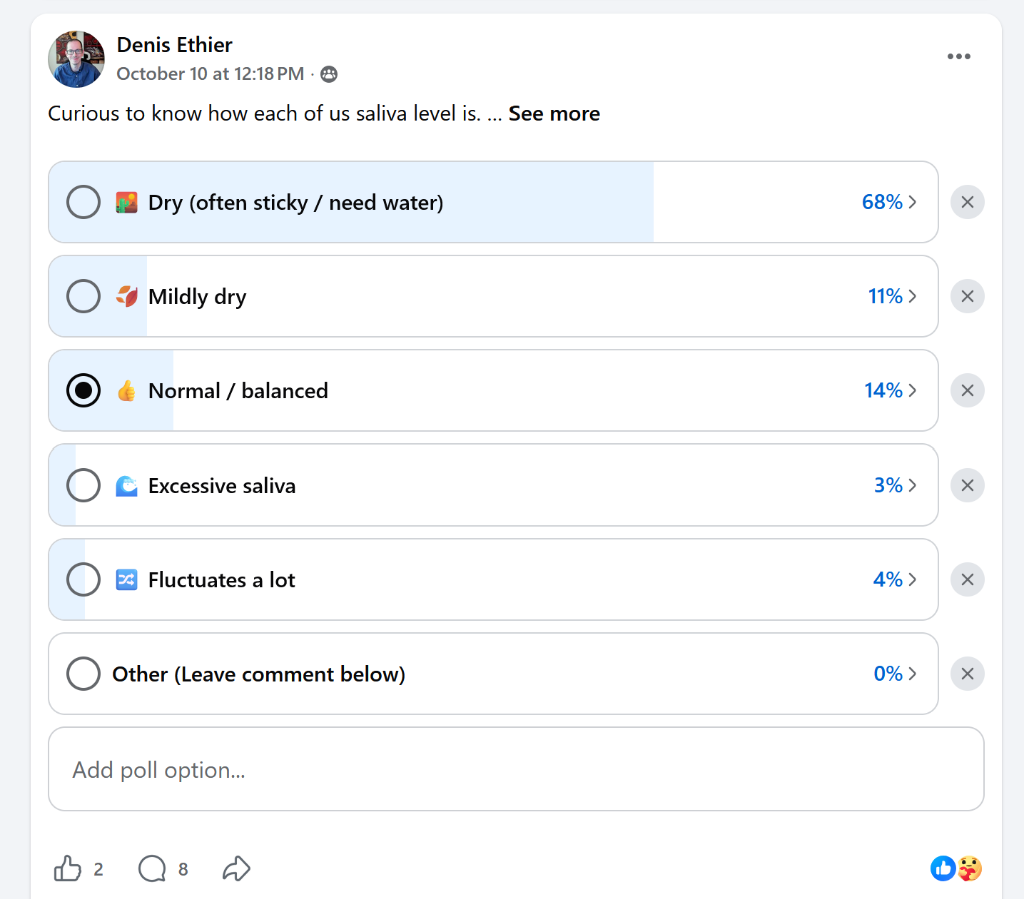 Denis Ethier
October 10 at 12:18 PM ·
Curious to know how each of us saliva level is. ... See more
Dry (often sticky / need water) 68%
Mildly dry 11%
Normal / balanced 14%
Excessive saliva 3%
Fluctuates a lot 4%
Other (Leave comment below) 0%
Add poll option...
2 8